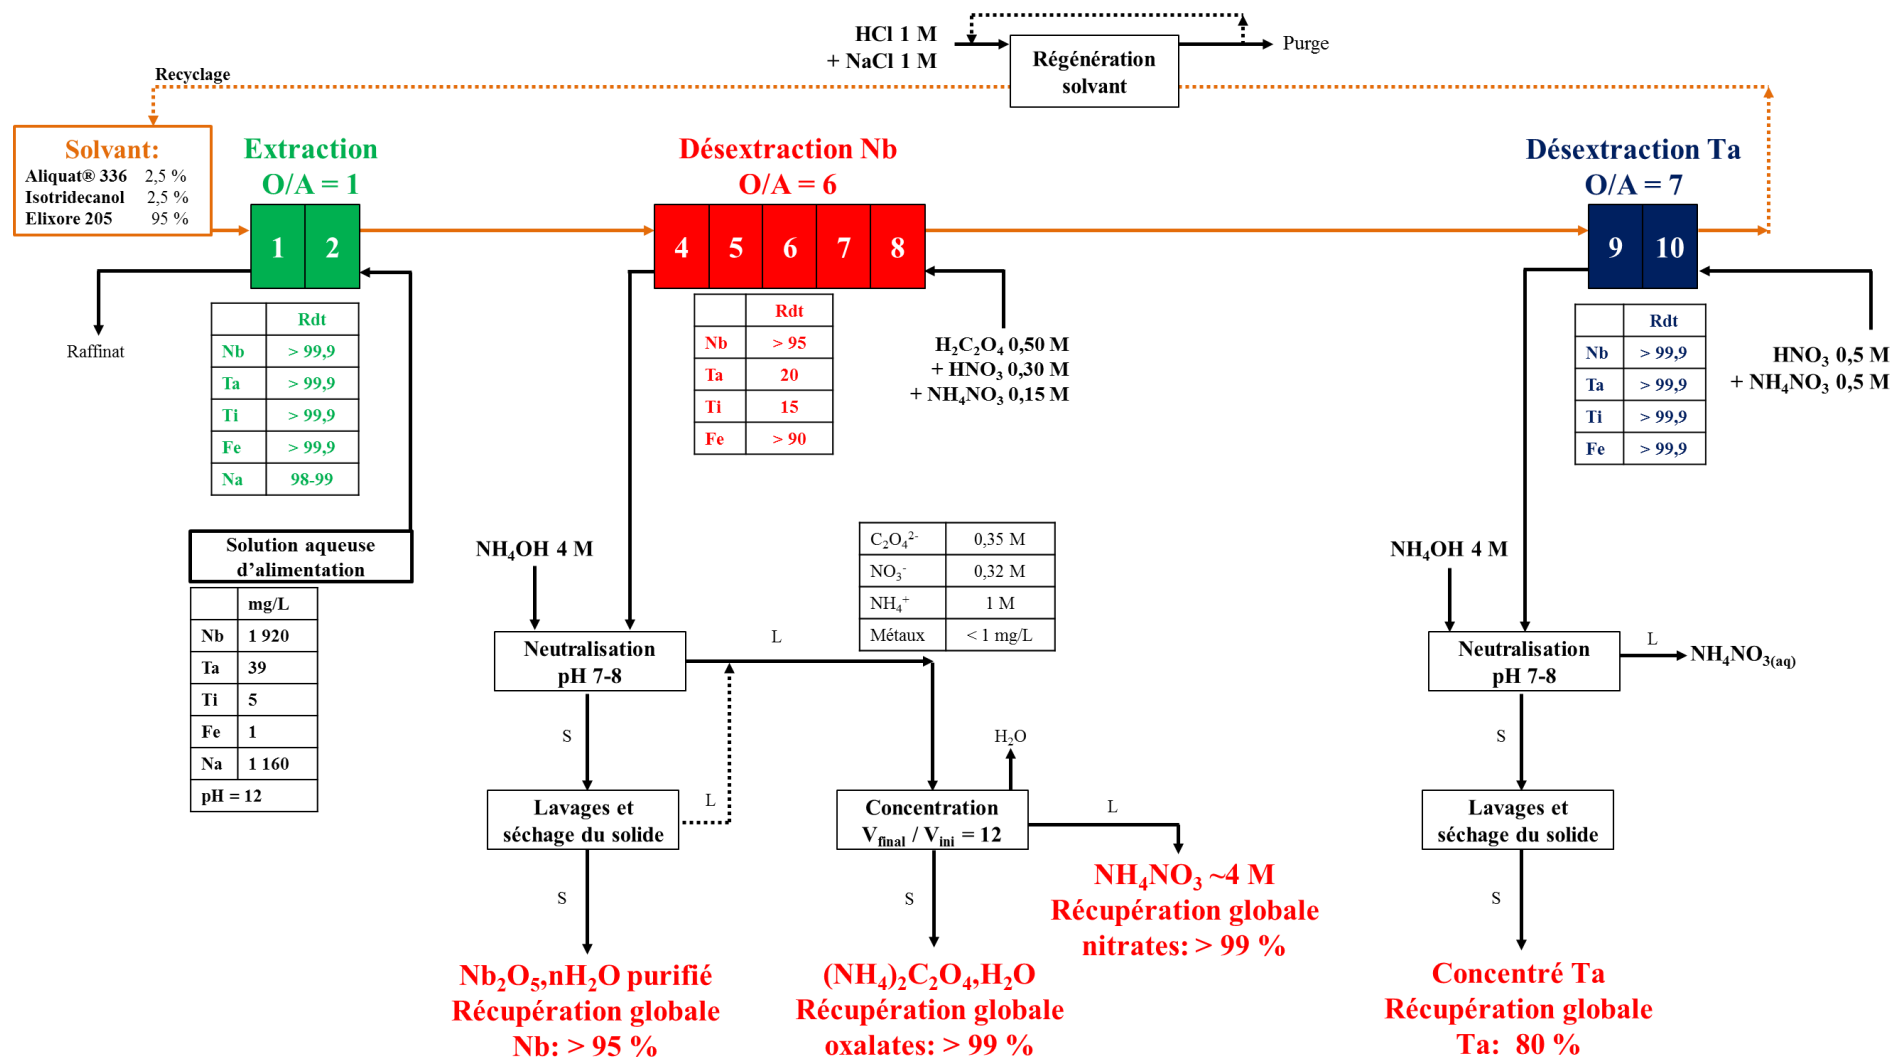 HCl 1 M
+ NaCl 1 M
Régénération
solvant
Purge
Recyclage
Solvant:
Aliquat® 336 2,5 %
Isotridecanol 2,5 %
Elixore 205 95 %
Extraction
O/A = 1
1 2
Raffinat
Rdt
Nb > 99,9
Ta > 99,9
Ti > 99,9
Fe > 99,9
Na 98-99
Solution aqueuse
d’alimentation
mg/L
Nb 1 920
Ta 39
Ti 5
Fe 1
Na 1 160
pH = 12
Désextraction Nb
O/A = 6
4 5 6 7 8
Rdt
Nb > 95
Ta 20
Ti 15
Fe > 90
H₂C₂O₄ 0,50 M
+ HNO₃ 0,30 M
+ NH₄NO₃ 0,15 M
NH₄OH 4 M
Neutralisation
pH 7-8
L
C₂O₄²⁻ 0,35 M
NO₃⁻ 0,32 M
NH₄⁺ 1 M
Métaux < 1 mg/L
S
Lavages et
séchage du solide
L
S
Nb₂O₅,nH₂O purifié
Récupération globale
Nb: > 95 %
H₂O
Concentration
V_final / V_ini = 12
L
S
(NH₄)₂C₂O₄,H₂O
Récupération globale
oxalates: > 99 %
NH₄NO₃ ~4 M
Récupération globale
nitrates: > 99 %
Désextraction Ta
O/A = 7
9 10
Rdt
Nb > 99,9
Ta > 99,9
Ti > 99,9
Fe > 99,9
HNO₃ 0,5 M
+ NH₄NO₃ 0,5 M
NH₄OH 4 M
Neutralisation
pH 7-8
L
NH₄NO₃₍aq₎
S
Lavages et
séchage du solide
S
Concentré Ta
Récupération globale
Ta: 80 %